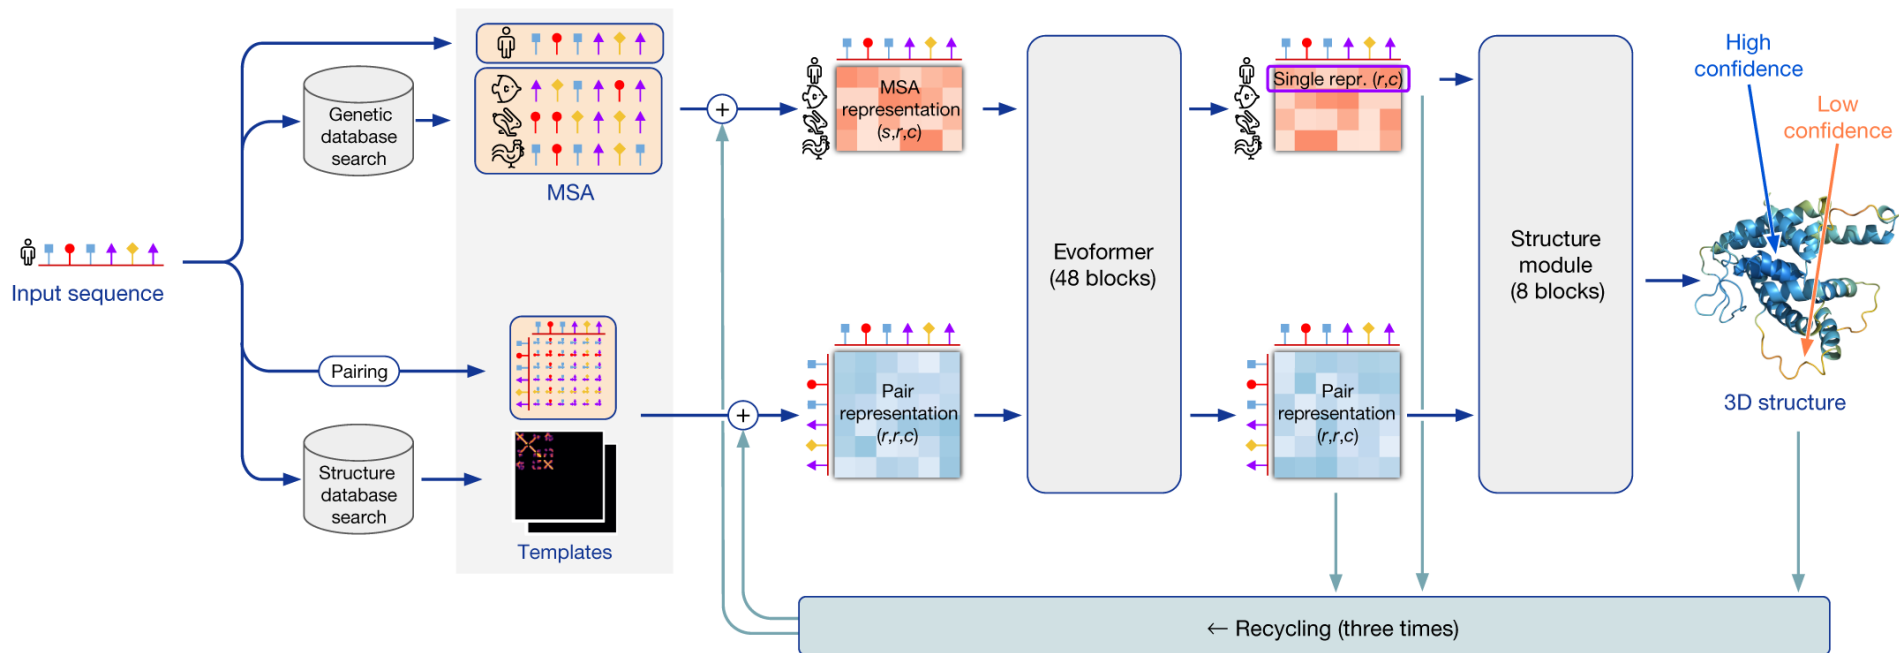 Input sequence
Genetic
database
search
MSA
Pairing
Structure
database
search
Templates
+
+
MSA
representation
(s,r,c)
Pair
representation
(r,r,c)
Evoformer
(48 blocks)
Single repr. (r,c)
Pair
representation
(r,r,c)
Structure
module
(8 blocks)
High
confidence
Low
confidence
3D structure
← Recycling (three times)